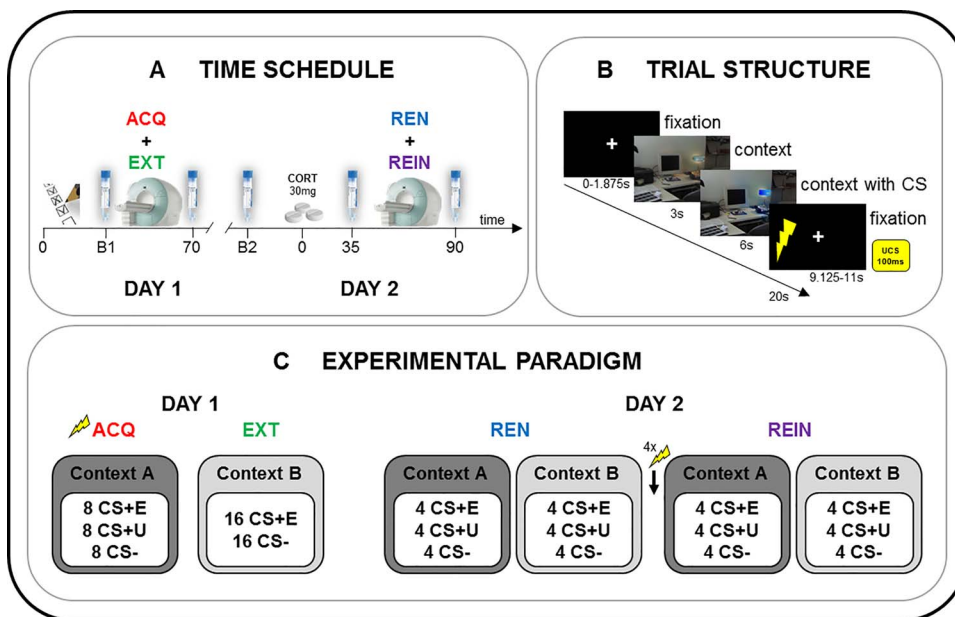 A TIME SCHEDULE
ACQ
+
EXT
REN
+
REIN
CORT
30mg
time
0
B1
70
B2
0
35
90
DAY 1
DAY 2
B TRIAL STRUCTURE
fixation
context
context with CS
fixation
0-1.875s
3s
6s
UCS
100ms
9.125-11s
20s
C EXPERIMENTAL PARADIGM
DAY 1
DAY 2
ACQ
EXT
REN
4x
REIN
Context A
8 CS+E
8 CS+U
8 CS-
Context B
16 CS+E
16 CS-
Context A
4 CS+E
4 CS+U
4 CS-
Context B
4 CS+E
4 CS+U
4 CS-
Context A
4 CS+E
4 CS+U
4 CS-
Context B
4 CS+E
4 CS+U
4 CS-